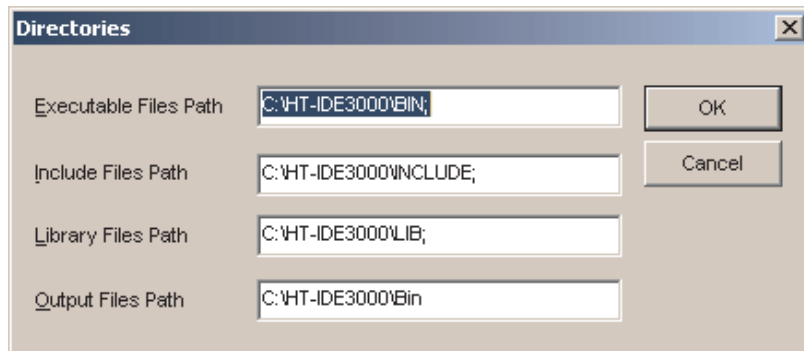 Directories
Executable Files Path C:\HT-IDE3000\BIN; OK
Include Files Path C:\HT-IDE3000\INCLUDE; Cancel
Library Files Path C:\HT-IDE3000\LIB;
Output Files Path C:\HT-IDE3000\Bin